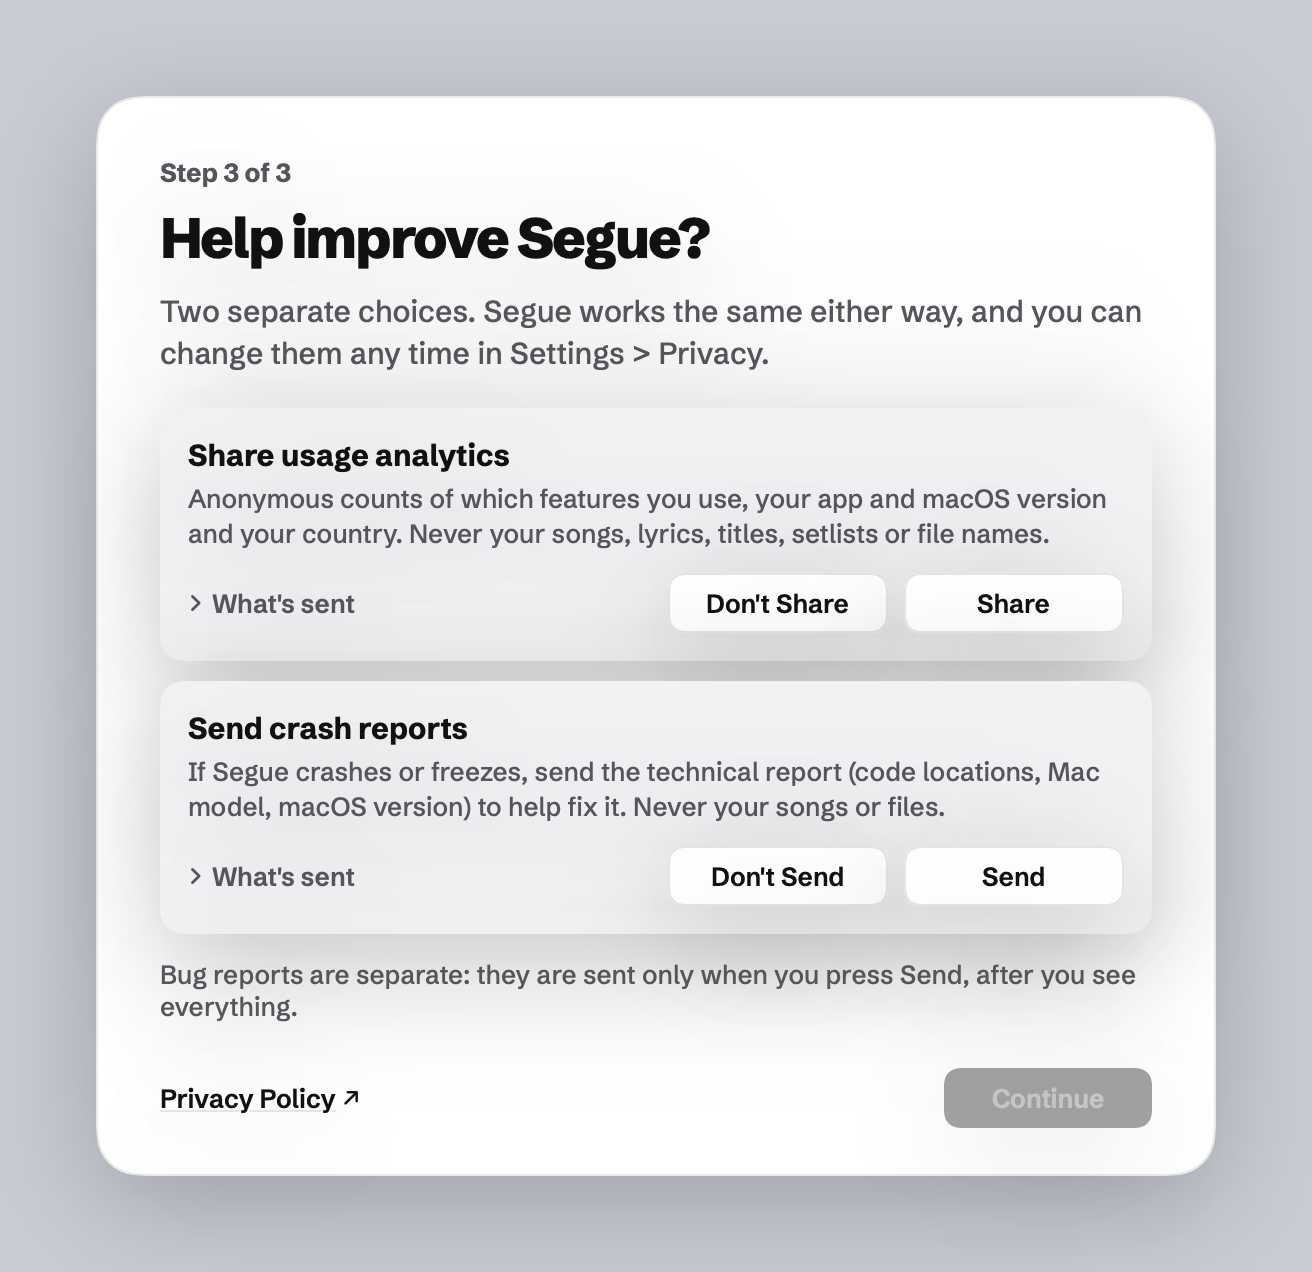 Step 3 of 3
Help improve Segue?
Two separate choices. Segue works the same either way, and you can
change them any time in Settings > Privacy.
Share usage analytics
Anonymous counts of which features you use, your app and macOS version
and your country. Never your songs, lyrics, titles, setlists or file names.
What's sent
Don't Share
Share
Send crash reports
If Segue crashes or freezes, send the technical report (code locations, Mac
model, macOS version) to help fix it. Never your songs or files.
What's sent
Don't Send
Send
Bug reports are separate: they are sent only when you press Send, after you see
everything.
Privacy Policy ↗
Continue